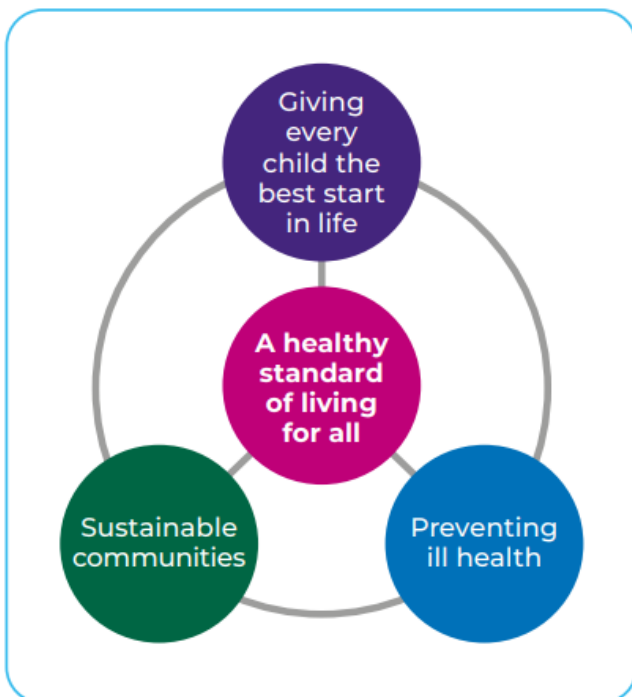 Giving
every
child the
best start
in life
A healthy
standard
of living
for all
Sustainable
communities
Preventing
ill health